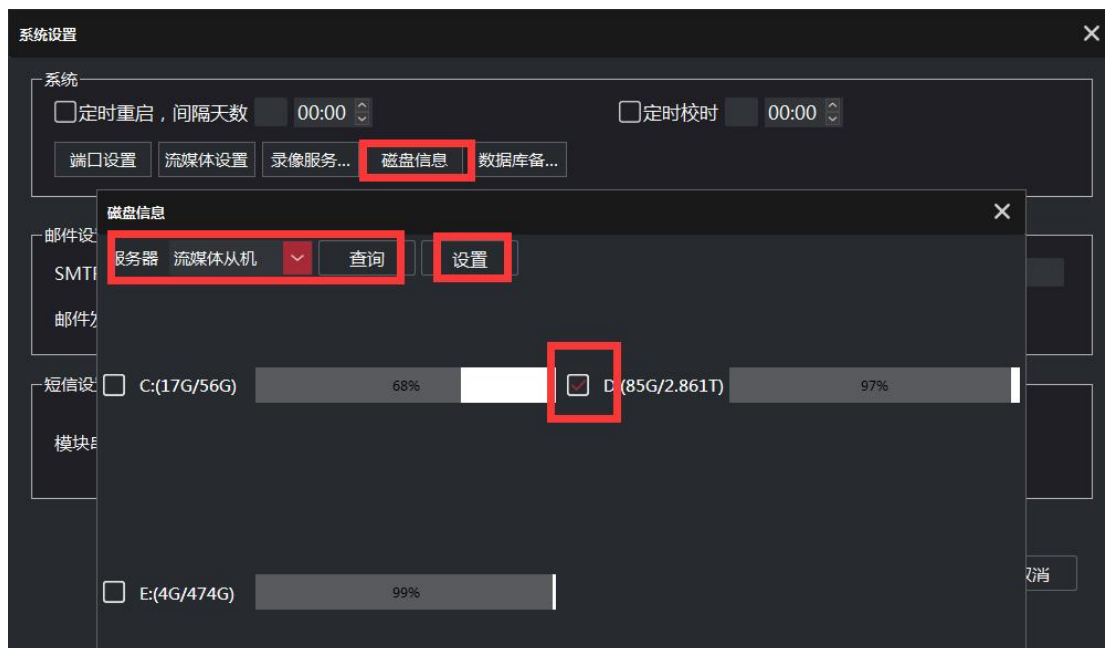 系统设置
系统
定时重启，间隔天数 00:00 定时校时 00:00
端口设置 流媒体设置 录像服务... 磁盘信息 数据库备...
磁盘信息
邮件设
服务器 流媒体从机 查询 设置
SMTP
邮件发
短信设 C:(17G/56G) 68% D:(85G/2.861T) 97%
模块串
取消
E:(4G/474G) 99%